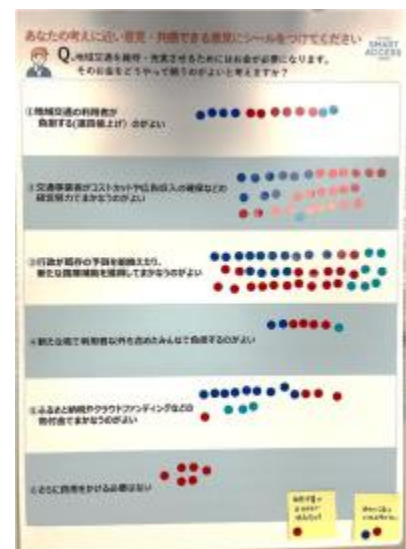 あなたの考えに近い意見・共感できる意見にシールをつけてください
SMART
ACCESS
Q.地域交通を維持・充実させるためにはお金が必要になります。
そのお金をどうやって賄うのがよいと考えますか?
①地域交通の利用者が
負担する(運賃値上げ)のがよい
②交通事業者がコストカットや広告収入の確保などの
経営努力でまかなうのがよい
③行政が既存の予算を組換えたり、
新たな国庫補助を獲得してまかなうのがよい
④新たな税で利用者以外も含めたみんなで負担するのがよい
⑤ふるさと納税やクラウドファンディングなどの
寄付金でまかなうのがよい
⑥さらに費用をかける必要はない